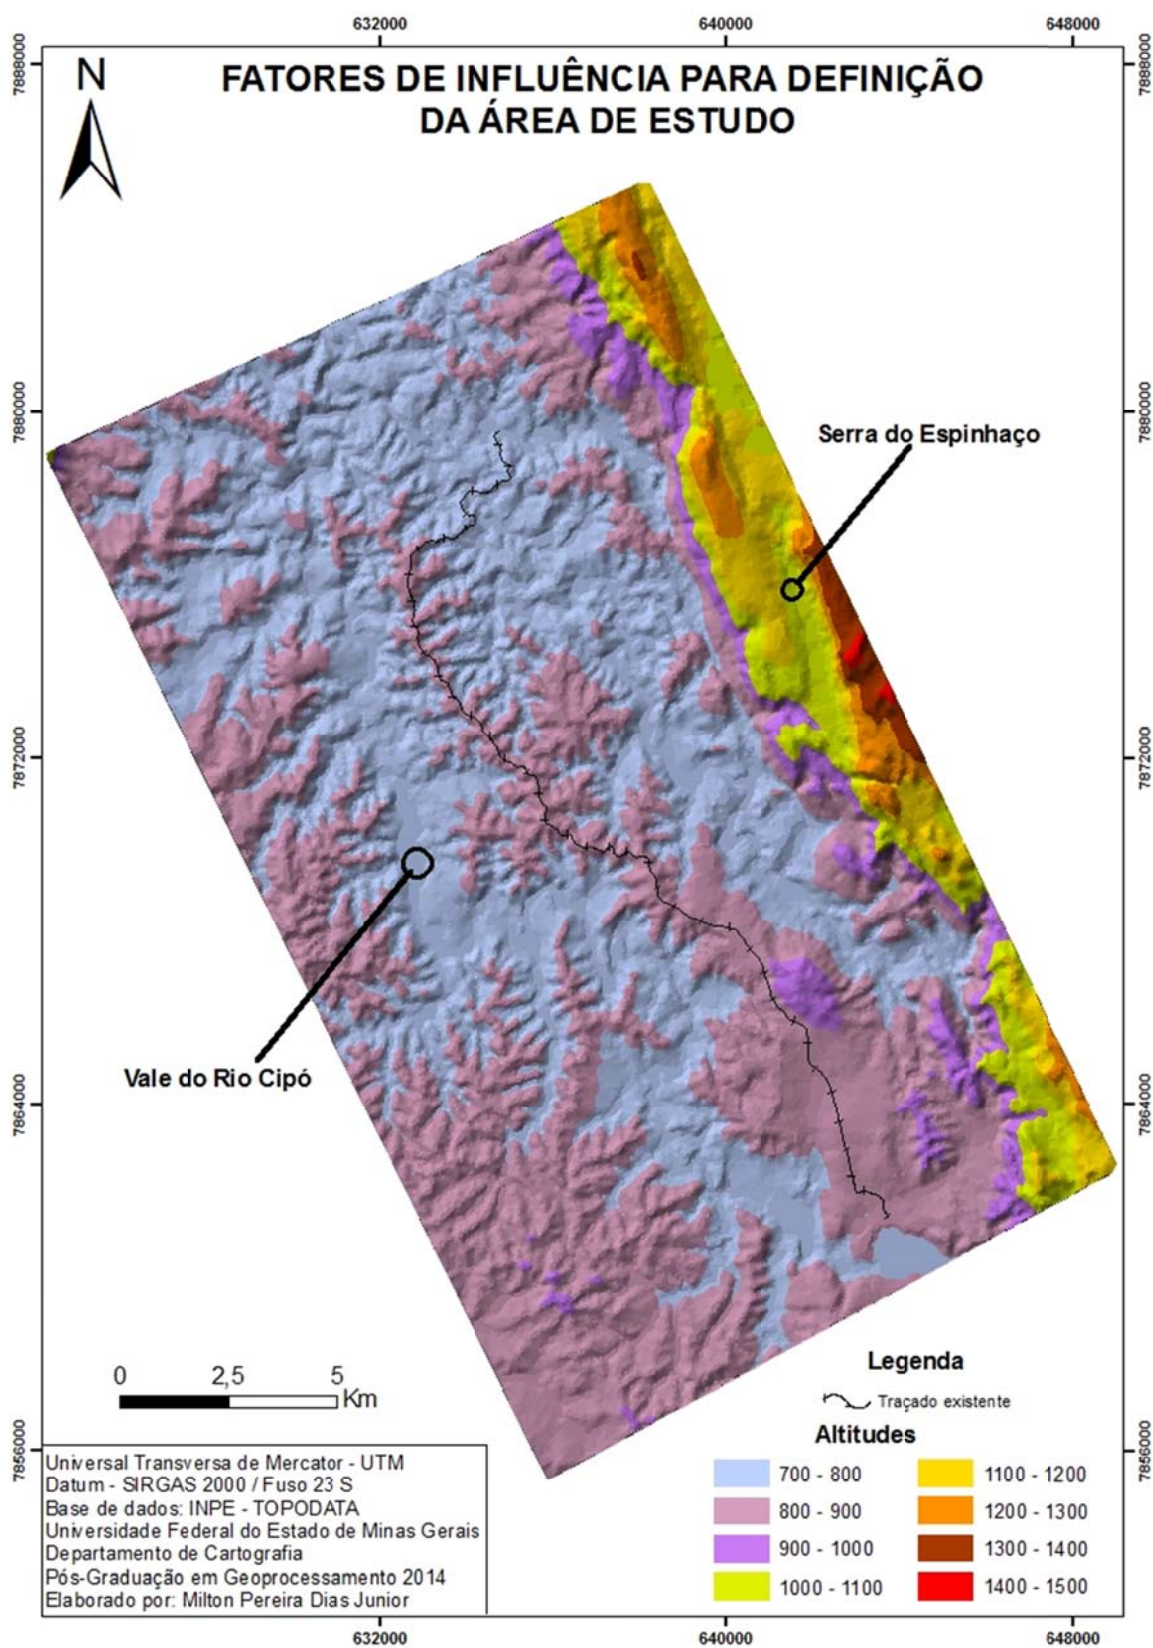 632000
640000
648000
7888000
7888000
N
FATORES DE INFLUÊNCIA PARA DEFINIÇÃO
DA ÁREA DE ESTUDO
7880000
7880000
Serra do Espinhaço
7872000
7872000
Vale do Rio Cipó
7864000
7864000
0 2,5 5
Km
Legenda
Traçado existente
Altitudes
7856000
7856000
700 - 800
800 - 900
900 - 1000
1000 - 1100
1100 - 1200
1200 - 1300
1300 - 1400
1400 - 1500
Universal Transversa de Mercator - UTM
Datum - SIRGAS 2000 / Fuso 23 S
Base de dados: INPE - TOPODATA
Universidade Federal do Estado de Minas Gerais
Departamento de Cartografia
Pós-Graduação em Geoprocessamento 2014
Elaborado por: Milton Pereira Dias Junior
632000
640000
648000